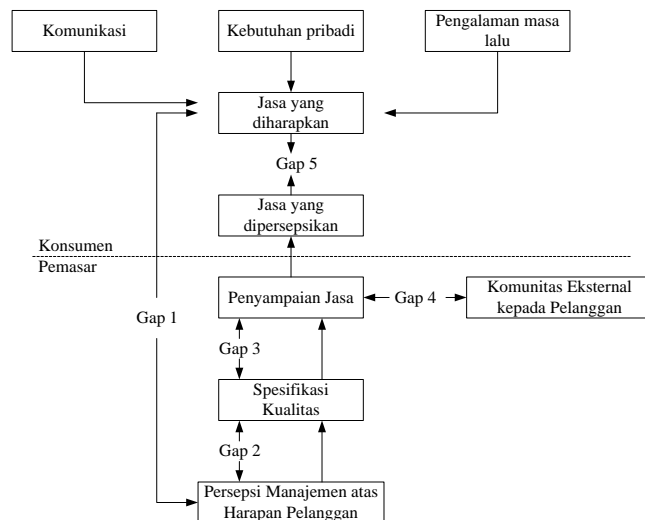 Komunikasi
Kebutuhan pribadi
Pengalaman masa
lalu
Jasa yang
diharapkan
Gap 5
Jasa yang
dipersepsikan
Konsumen
Pemasar
Penyampaian Jasa
Gap 4
Komunitas Eksternal
kepada Pelanggan
Gap 1
Gap 3
Spesifikasi
Kualitas
Gap 2
Persepsi Manajemen atas
Harapan Pelanggan